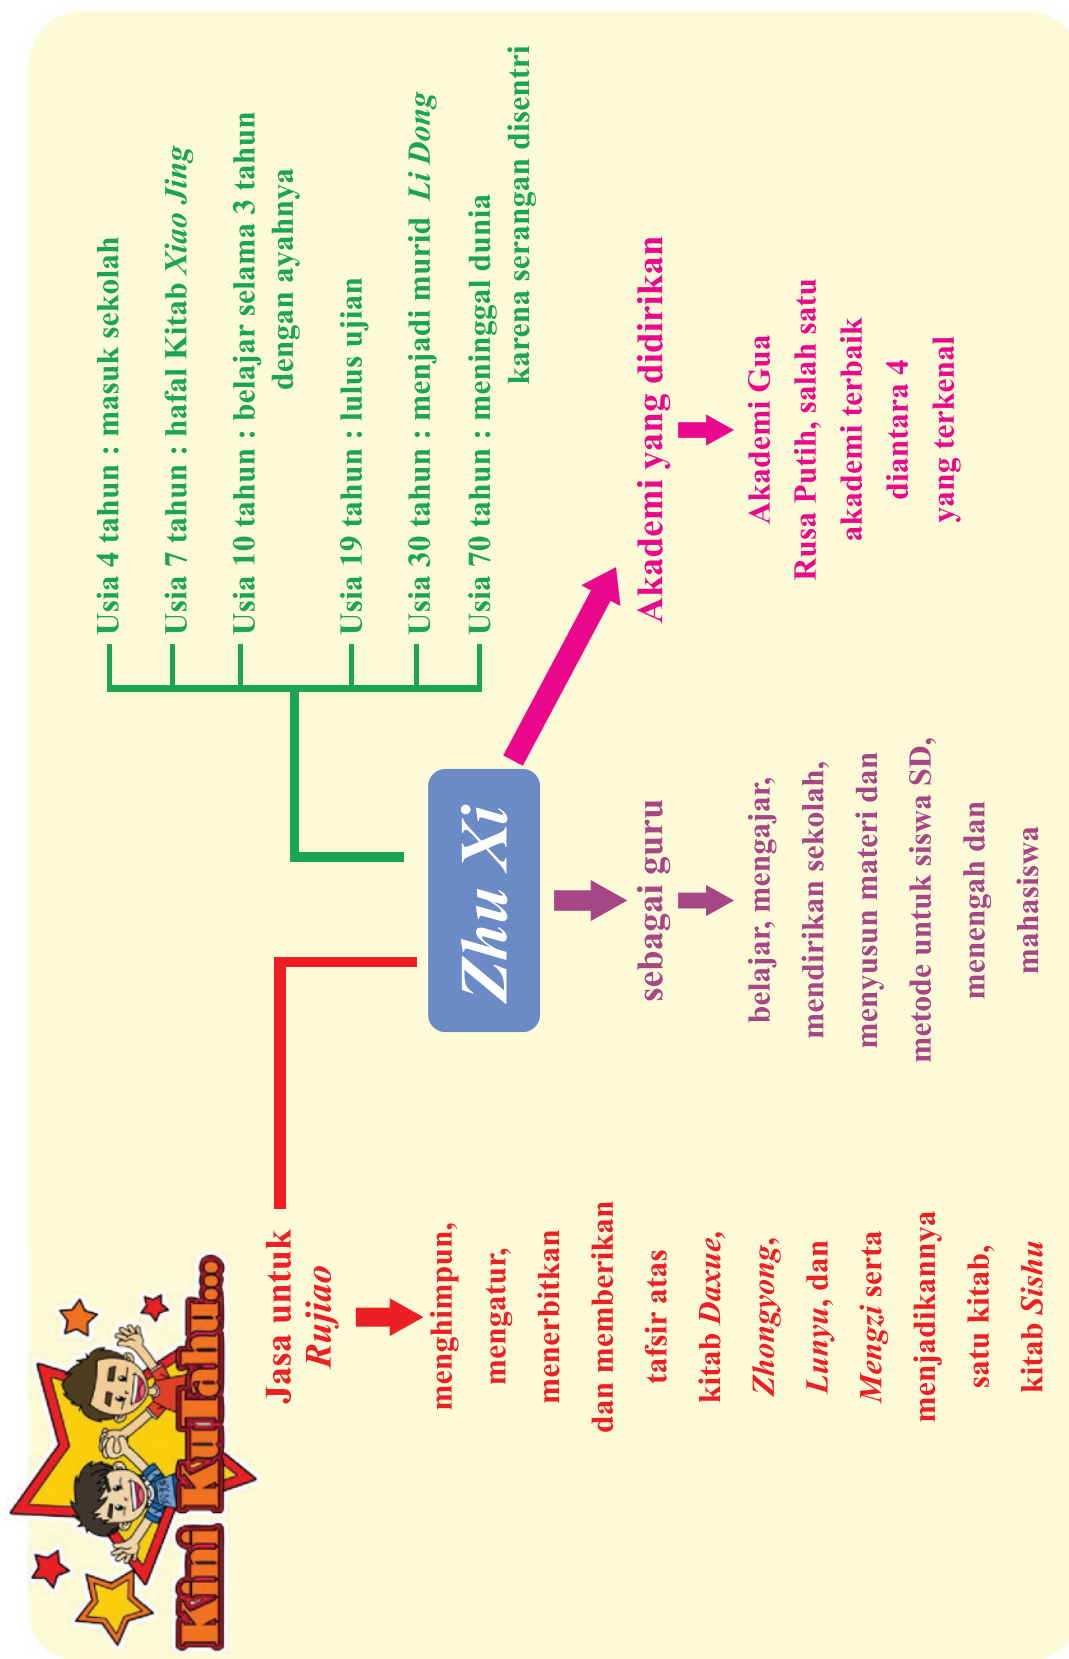 Kini Ku Tahu...
Jasa untuk
Rujiao
menghimpun,
mengatur,
menerbitkan
dan memberikan
tafsir atas
kitab Daxue,
Zhongyong,
Lunyu, dan
Mengzi serta
menjadikannya
satu kitab,
kitab Sishu
Zhu Xi
sebagai guru
belajar, mengajar,
mendirikan sekolah,
menyusun materi dan
metode untuk siswa SD,
menengah dan
mahasiswa
Usia 4 tahun : masuk sekolah
Usia 7 tahun : hafal Kitab Xiao Jing
Usia 10 tahun : belajar selama 3 tahun
dengan ayahnya
Usia 19 tahun : lulus ujian
Usia 30 tahun : menjadi murid Li Dong
Usia 70 tahun : meninggal dunia
karena serangan disentri
Akademi yang didirikan
Akademi Gua
Rusa Putih, salah satu
akademi terbaik
diantara 4
yang terkenal